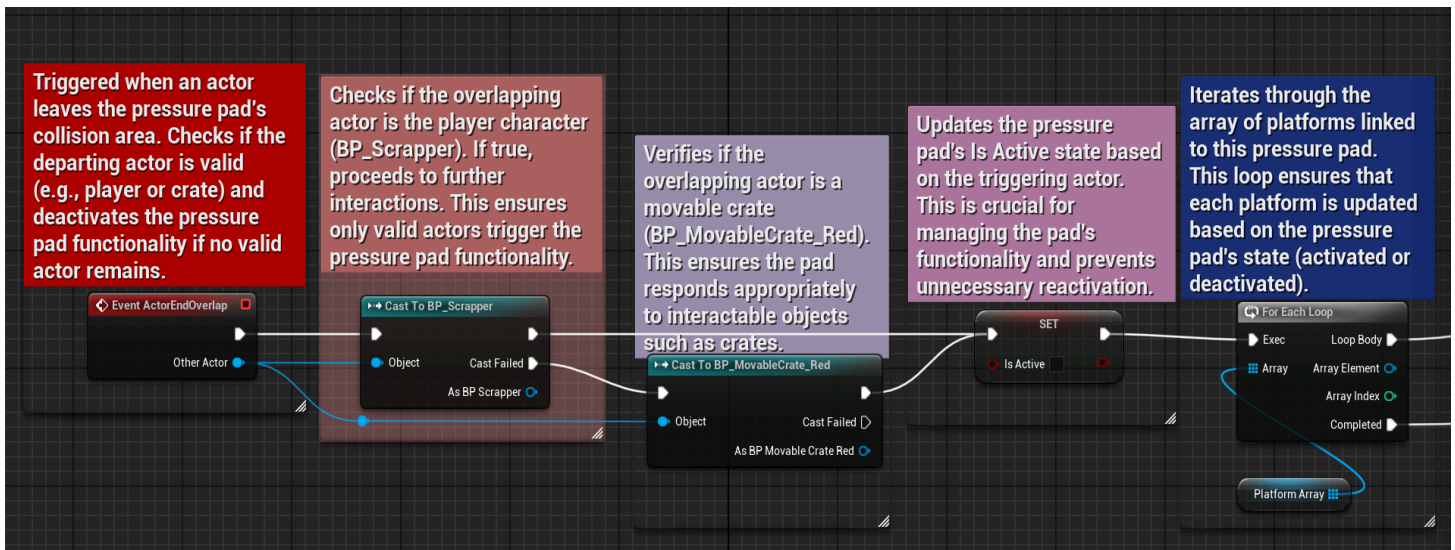 Triggered when an actor
leaves the pressure pad's
collision area. Checks if the
departing actor is valid
(e.g., player or crate) and
deactivates the pressure
pad functionality if no valid
actor remains.
Event ActorEndOverlap
Other Actor
Checks if the overlapping
actor is the player character
(BP_Scrapper). If true,
proceeds to further
interactions. This ensures
only valid actors trigger the
pressure pad functionality.
Cast To BP_Scrapper
Object
Cast Failed
As BP Scrapper
Verifies if the
overlapping actor is a
movable crate
(BP_MovableCrate_Red).
This ensures the pad
responds appropriately
to interactable objects
such as crates.
Cast To BP_MovableCrate_Red
Object
Cast Failed
As BP Movable Crate Red
Updates the pressure
pad's Is Active state based
on the triggering actor.
This is crucial for
managing the pad's
functionality and prevents
unnecessary reactivation.
SET
Is Active
Iterates through the
array of platforms linked
to this pressure pad.
This loop ensures that
each platform is updated
based on the pressure
pad's state (activated or
deactivated).
For Each Loop
Exec
Loop Body
Array
Array Element
Array Index
Completed
Platform Array